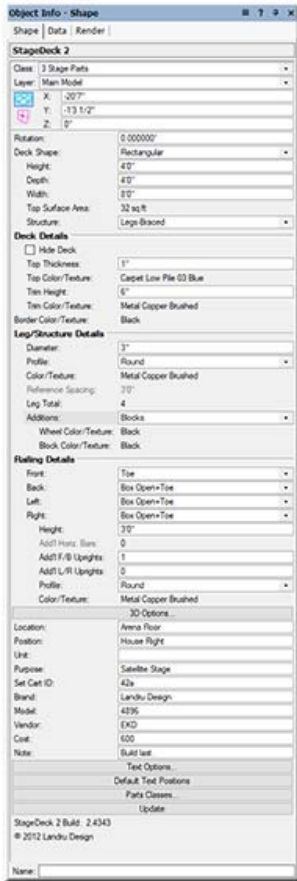 Object Info - Shape
Shape Data Render
StageDeck 2
Class: 3 Stage Parts
Layer: Main Model
X: -20'7"
Y: -13 1/2"
Z: 0"
Rotation: 0.000000°
Deck Shape: Rectangular
Height: 4'0"
Depth: 4'0"
Width: 8'0"
Top Surface Area: 32 sq ft
Structure: Legs-Braced
Deck Details
Hide Deck
Top Thickness: 1"
Top Color/Texture: Carpet Low Pile 03 Blue
Trim Height: 6"
Trim Color/Texture: Metal Copper Brushed
Border Color/Texture: Black
Leg/Structure Details
Diameter: 3"
Profile: Round
Color/Texture: Metal Copper Brushed
Reference Spacing: 3'0"
Leg Total: 4
Additions: Blocks
Wheel Color/Texture: Black
Block Color/Texture: Black
Railing Details
Front: Toe
Back: Box Open+Toe
Left: Box Open+Toe
Right: Box Open+Toe
Height: 3'0"
Add'l Horiz. Bars: 0
Add'l F/B Uprights: 1
Add'l L/R Uprights: 0
Profile: Round
Color/Texture: Metal Copper Brushed
3D Options...
Location: Arena Floor
Position: House Right
Unit:
Purpose: Satellite Stage
Set Cart ID: 42a
Brand: Landru Design
Model: 4896
Vendor: EXO
Cost: 600
Note: Build last
Text Options...
Default Text Positions
Parts Classes...
Update
StageDeck 2 Build: 2.4343
© 2012 Landru Design
Name: